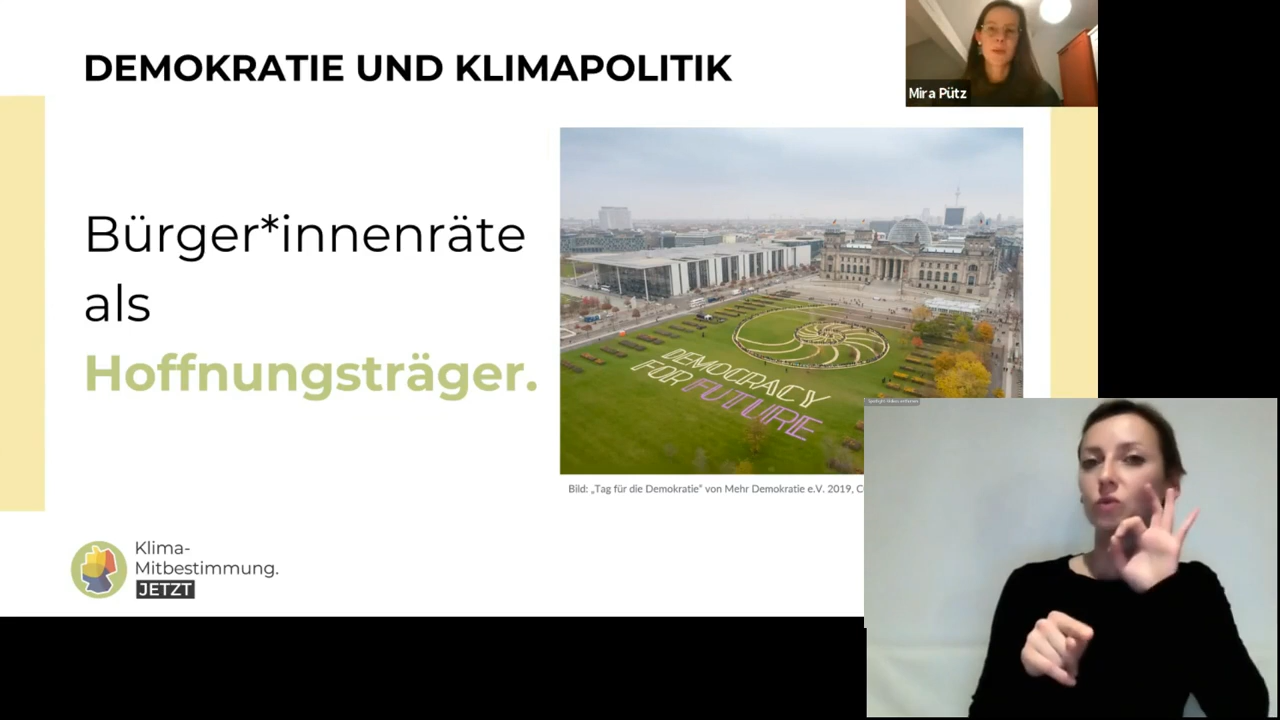 DEMOKRATIE UND KLIMAPOLITIK
Mira Pütz
Bürger*innenräte
als
Hoffnungsträger.
DEMOCRACY
FOR FUTURE
Bild: „Tag für die Demokratie" von Mehr Demokratie e.V. 2019, C
Klima-
Mitbestimmung.
JETZT